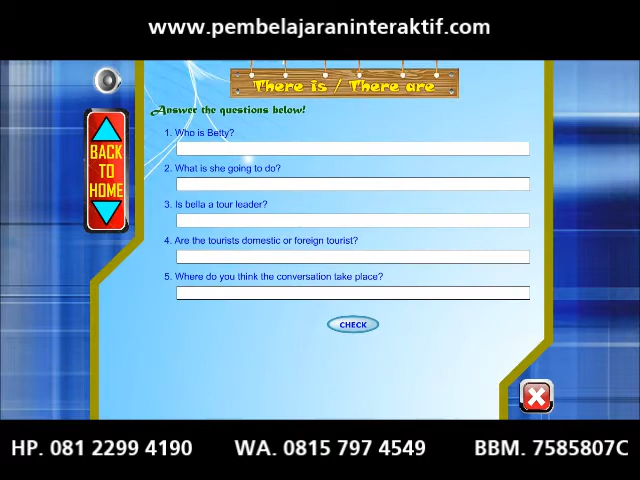 www.pembelajaraninteraktif.com
There is / There are
Answer the questions below!
BACK
TO
HOME
1. Who is Betty?
2. What is she going to do?
3. Is bella a tour leader?
4. Are the tourists domestic or foreign tourist?
5. Where do you think the conversation take place?
CHECK
HP. 081 2299 4190 WA. 0815 797 4549 BBM. 7585807C